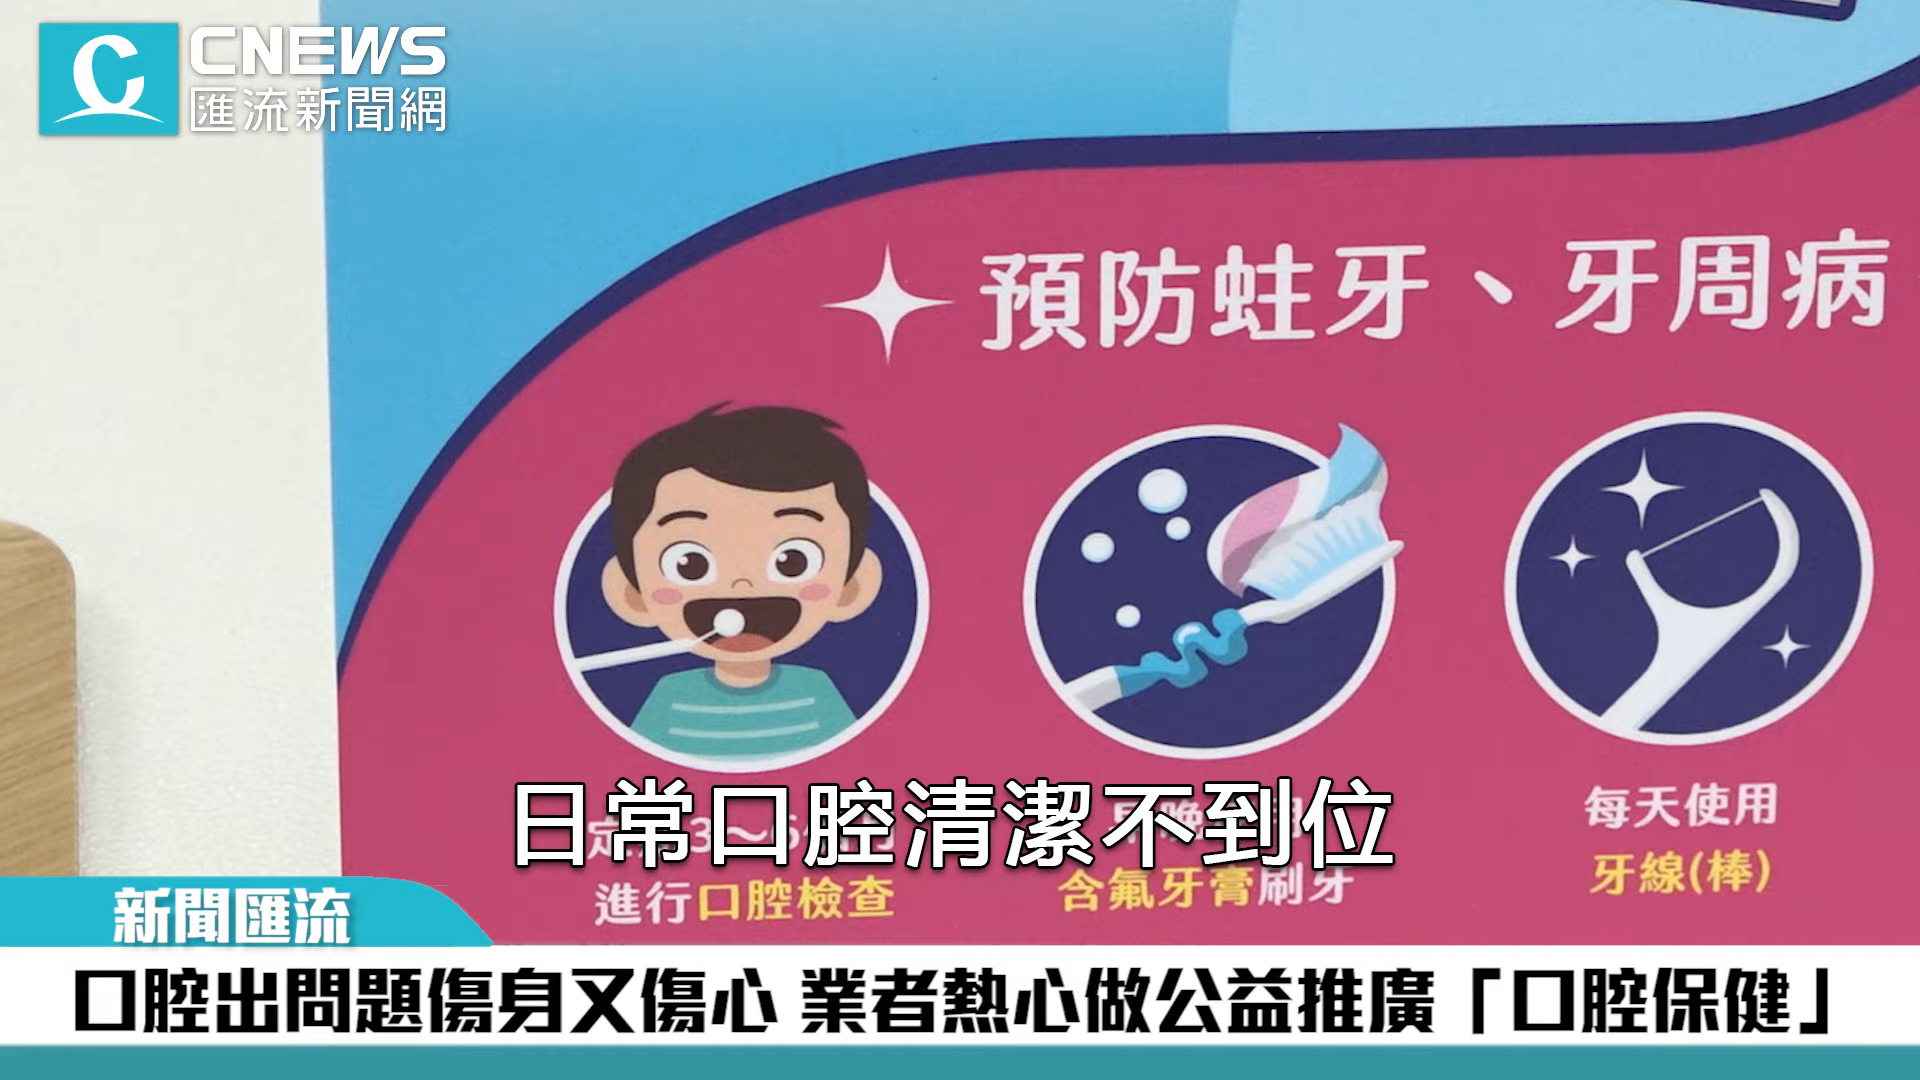 CNEWS
匯流新聞網
預防蛀牙、牙周病
日常口腔清潔不到位
進行口腔檢查
含氟牙膏刷牙
每天使用
牙線(棒)
新聞匯流
口腔出問題傷身又傷心 業者熱心做公益推廣「口腔保健」